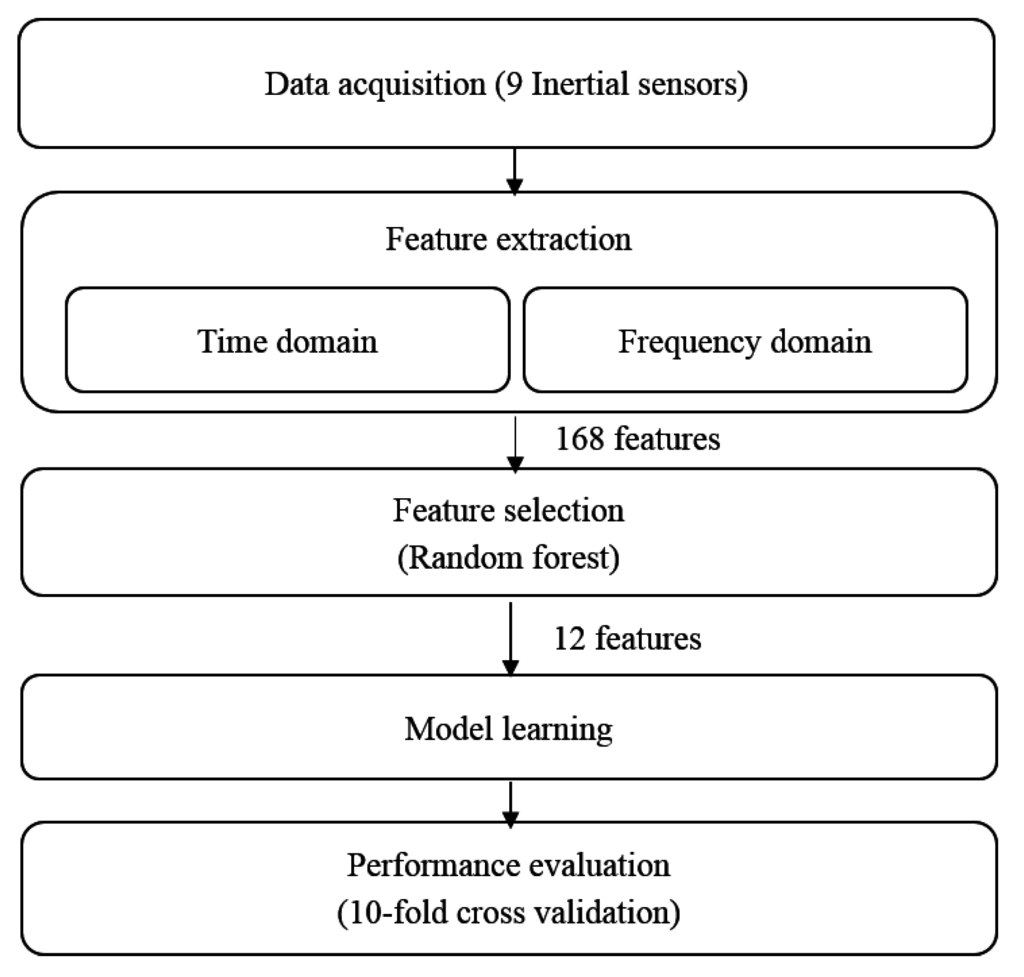 Data acquisition (9 Inertial sensors)
Feature extraction
Time domain
Frequency domain
168 features
Feature selection
(Random forest)
12 features
Model learning
Performance evaluation
(10-fold cross validation)